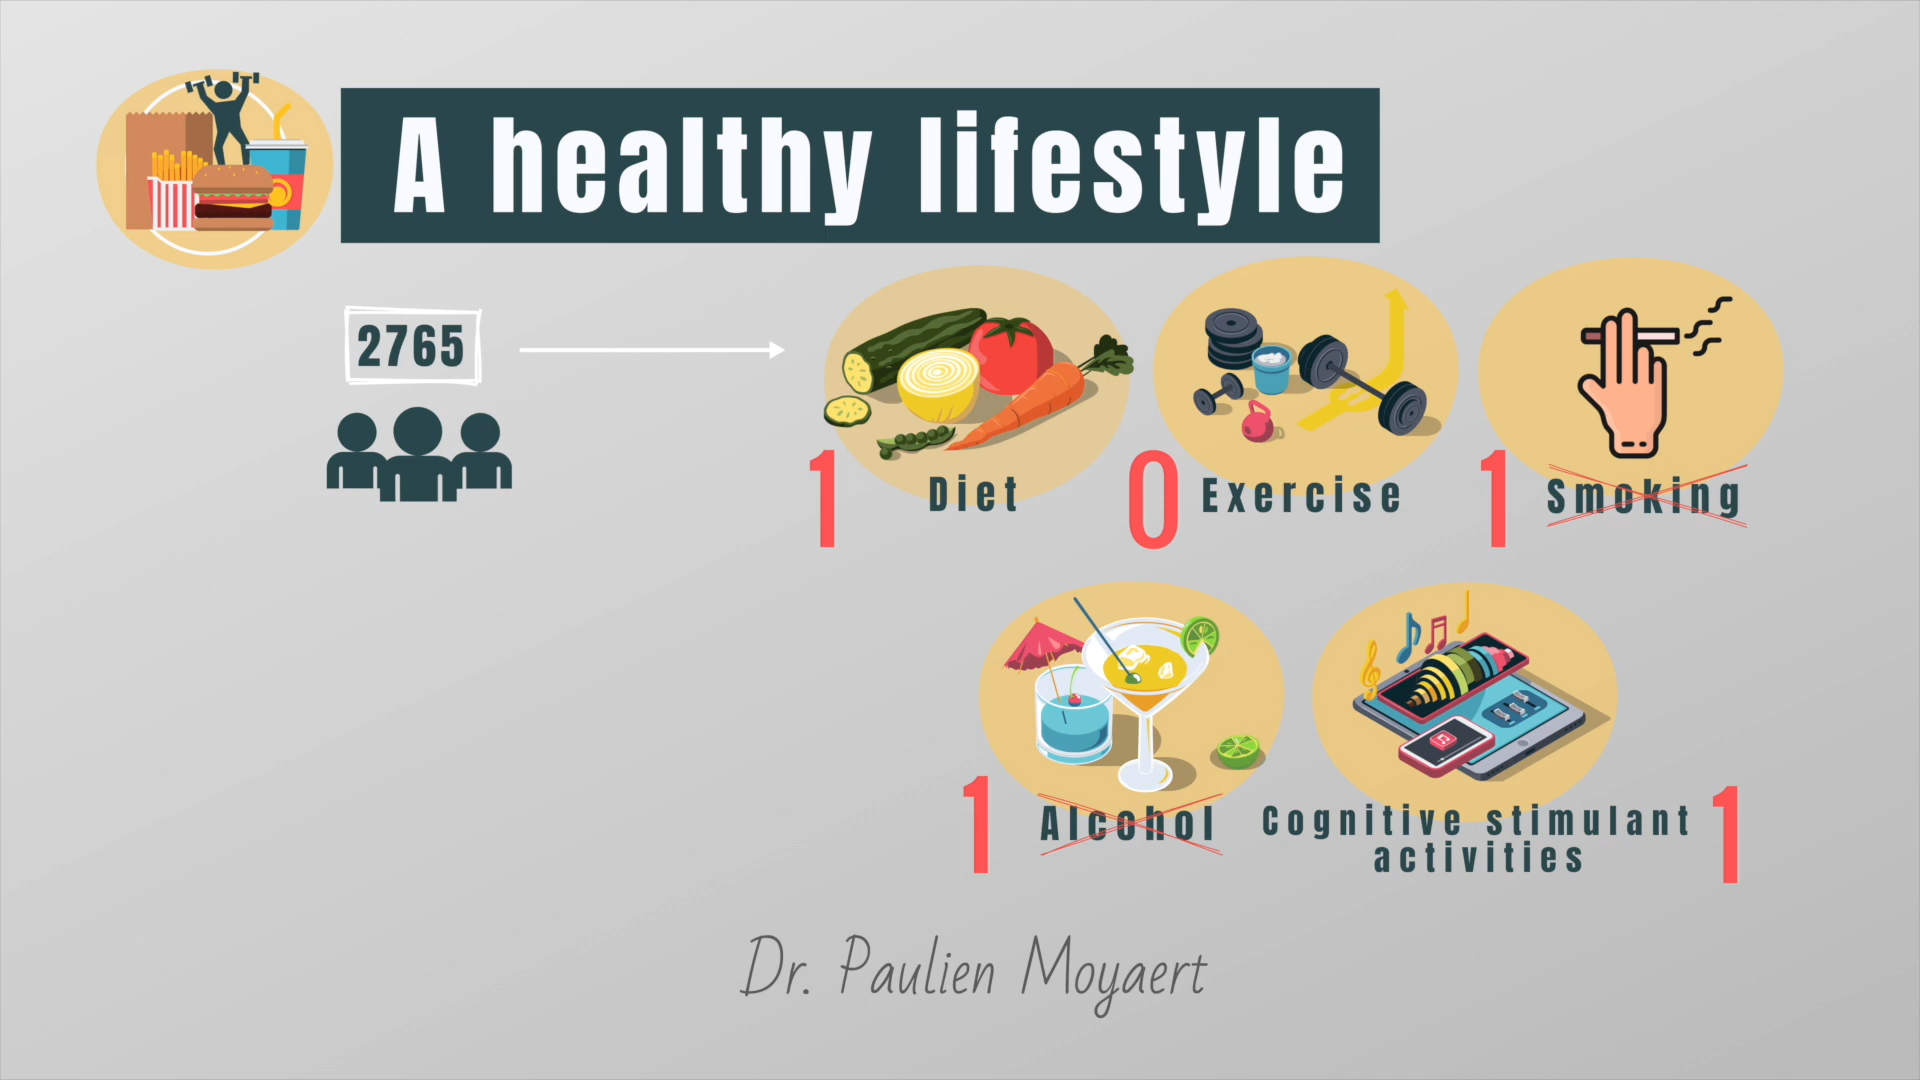 A healthy lifestyle
2765
1 Diet
0 Exercise
1 Smoking
1 Alcohol
Cognitive stimulant
activities 1
Dr. Paulien Moyaert